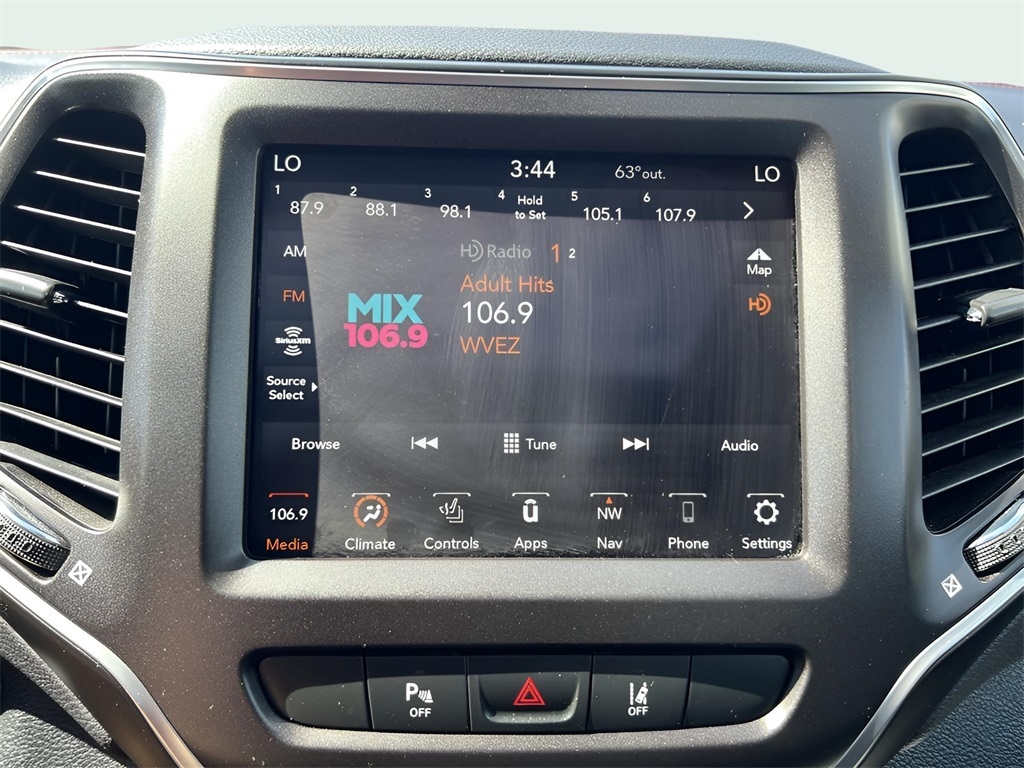 LO 3:44 63°out. LO
1 87.9 2 88.1 3 98.1 4 Hold to Set 5 105.1 6 107.9
AM
HD Radio 1 2
Map
Adult Hits
FM
HD
MIX
106.9
106.9
SiriusXM
WVEZ
Source
Select
Browse
Tune
Audio
106.9
NW
Media Climate Controls Apps Nav Phone Settings
P
OFF
OFF